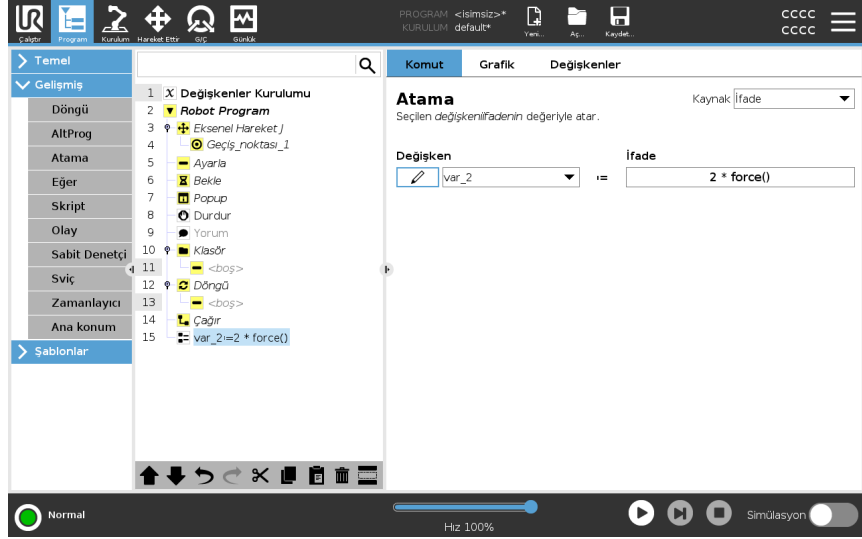 UR
Çalıştır Program Kurulum Hareket Ettir G/Ç Günlük
PROGRAM <isimsiz>*
KURULUM default*
Yeni... Aç... Kaydet...
CCCC
CCCC
Temel
Gelişmiş
Döngü
AltProg
Atama
Eğer
Skript
Olay
Sabit Denetçi
Sviç
Zamanlayıcı
Ana konum
Şablonlar
1 X Değişkenler Kurulumu
2 Robot Program
3 Eksenel Hareket J
4 Geçiş_noktası_1
5 Ayarla
6 Bekle
7 Popup
8 Durdur
9 Yorum
10 Klasör
11 <boş>
12 Döngü
13 <boş>
14 Çağır
15 var_2:=2 * force()
Komut Grafik Değişkenler
Atama
Kaynak İfade
Seçilen değişkenIifadenin değeriyle atar.
Değişken İfade
var_2 := 2 * force()
Normal
Hız 100%
Simülasyon